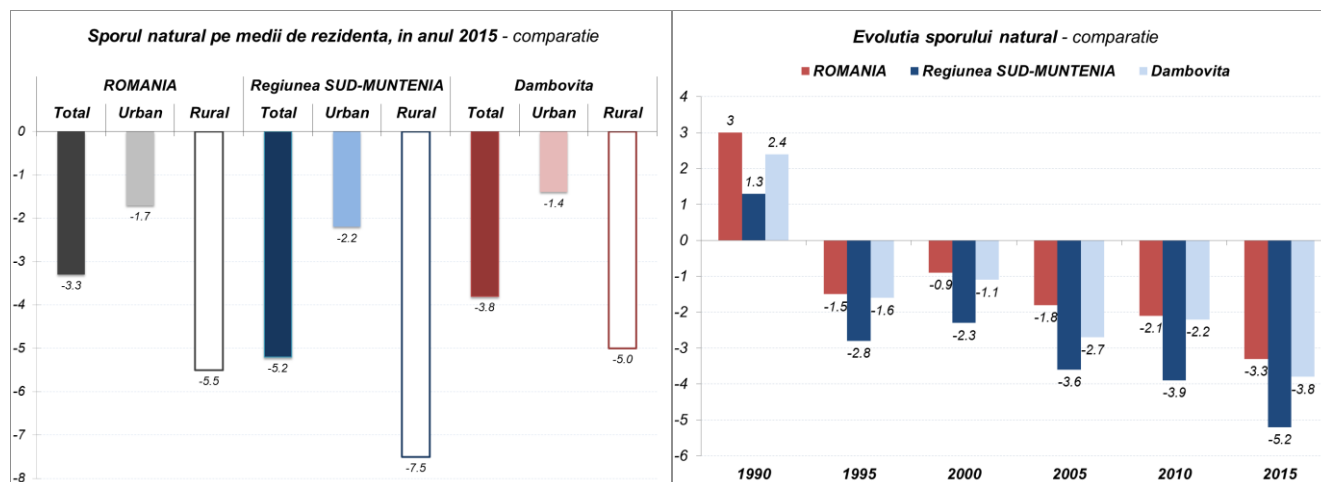 Sporul natural pe medii de rezidenta, in anul 2015 - comparatie
ROMANIA Regiunea SUD-MUNTENIA Dambovita
Total Urban Rural Total Urban Rural Total Urban Rural
0
-1
-2
-3
-4
-5
-6
-7
-8
-3.3
-1.7
-5.5
-5.2
-2.2
-7.5
-3.8
-1.4
-5.0
Evolutia sporului natural - comparatie
ROMANIA Regiunea SUD-MUNTENIA Dambovita
4
3
2
1
0
-1
-2
-3
-4
-5
-6
3 1.3 2.4
-1.5 -2.8 -1.6
-0.9 -2.3 -1.1
-1.8 -3.6 -2.7
-2.1 -3.9 -2.2
-3.3 -5.2 -3.8
1990 1995 2000 2005 2010 2015